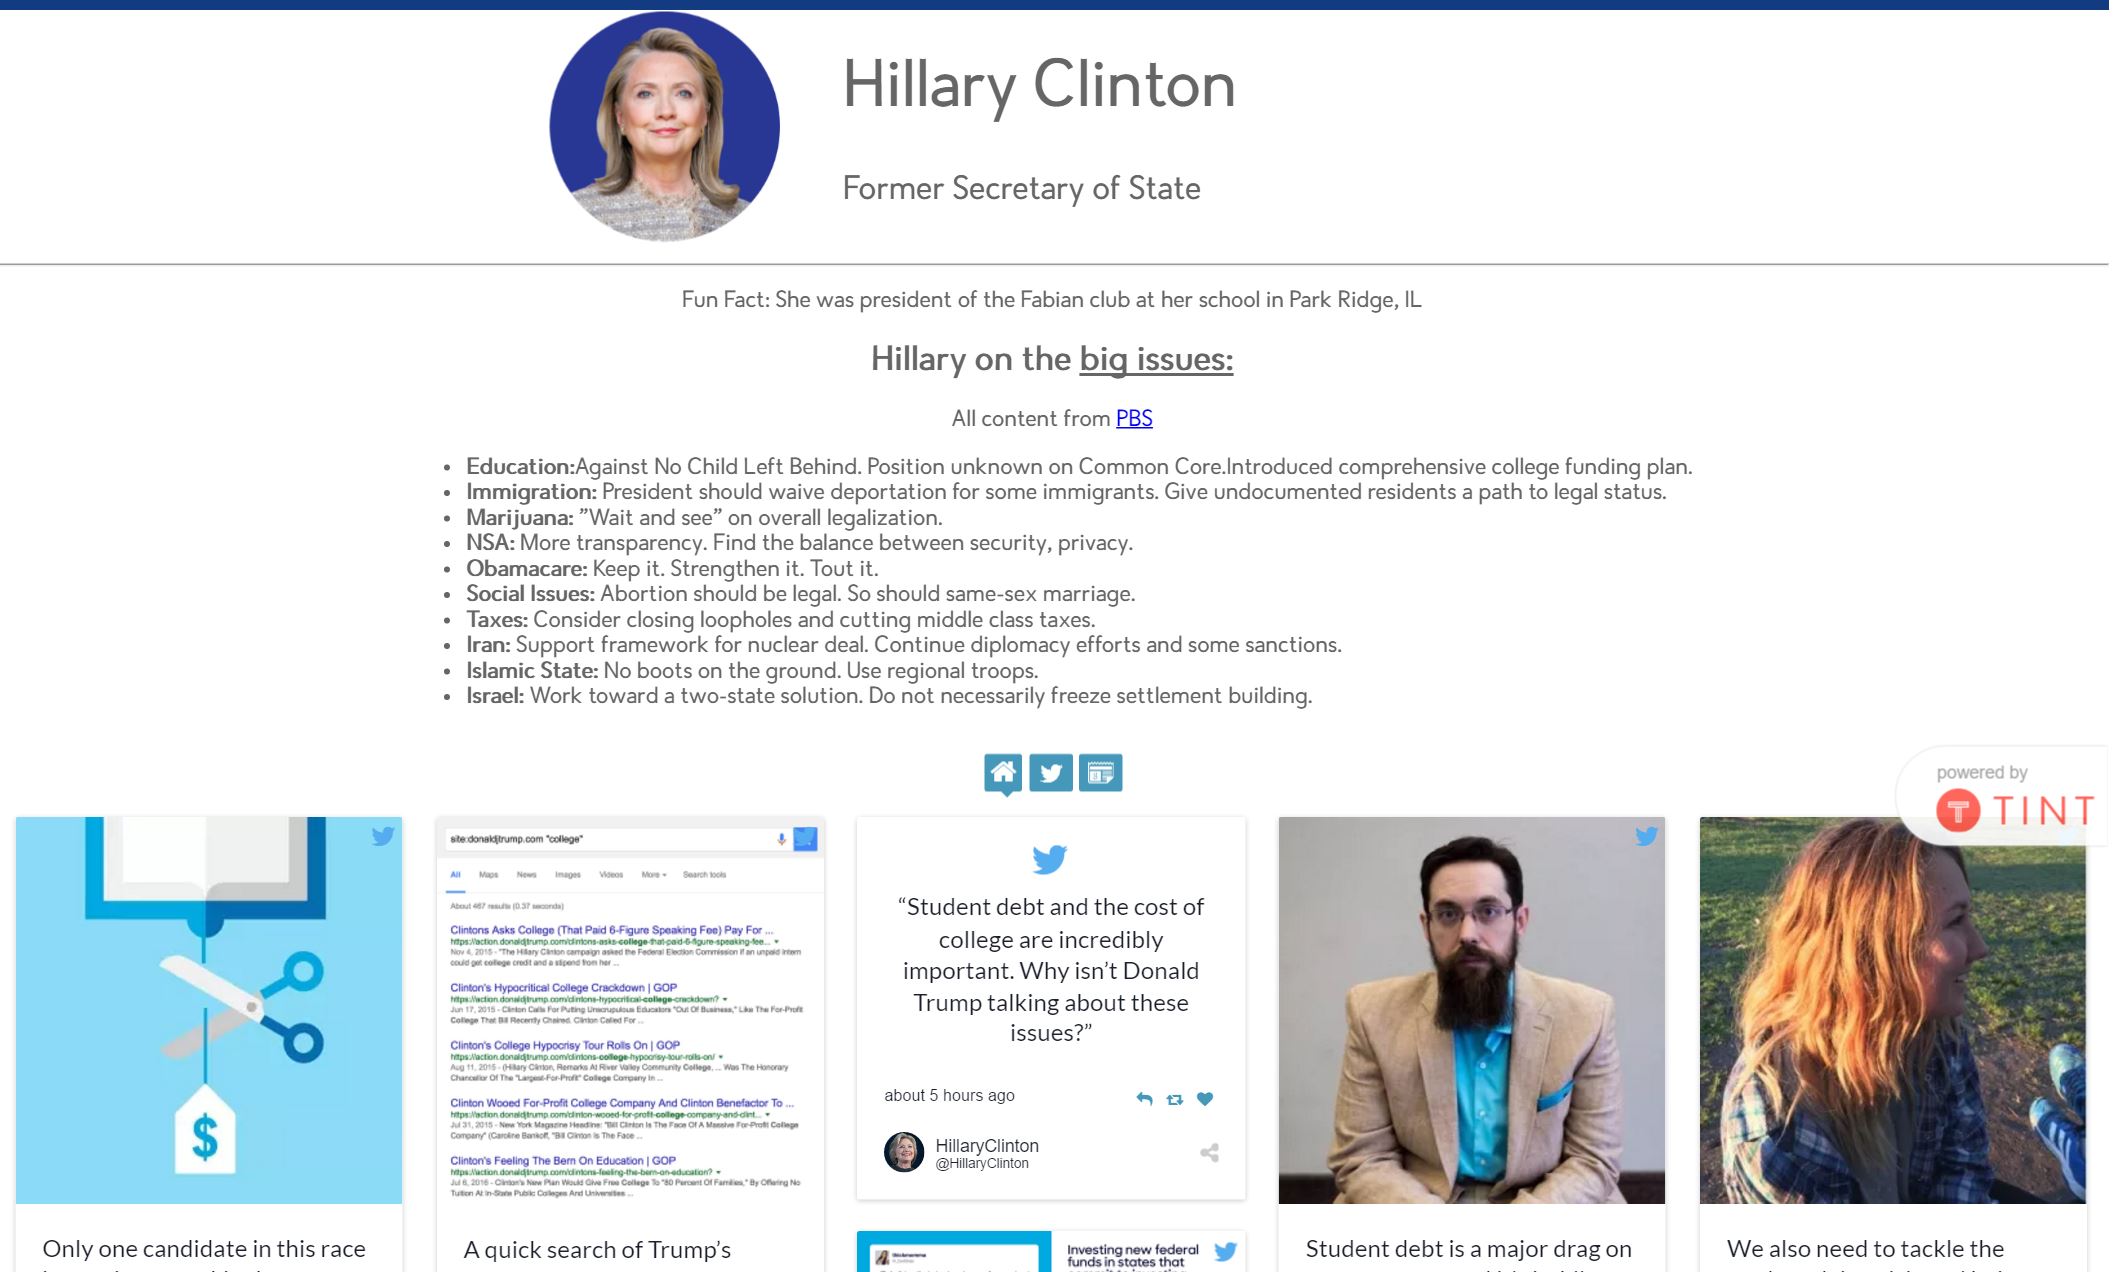 Hillary Clinton
Former Secretary of State
Fun Fact: She was president of the Fabian club at her school in Park Ridge, IL
Hillary on the big issues:
All content from PBS
• Education:Against No Child Left Behind. Position unknown on Common Core.Introduced comprehensive college funding plan.
• Immigration: President should waive deportation for some immigrants. Give undocumented residents a path to legal status.
• Marijuana: ”Wait and see” on overall legalization.
• NSA: More transparency. Find the balance between security, privacy.
• Obamacare: Keep it. Strengthen it. Tout it.
• Social Issues: Abortion should be legal. So should same-sex marriage.
• Taxes: Consider closing loopholes and cutting middle class taxes.
• Iran: Support framework for nuclear deal. Continue diplomacy efforts and some sanctions.
• Islamic State: No boots on the ground. Use regional troops.
• Israel: Work toward a two-state solution. Do not necessarily freeze settlement building.
powered by
TINT
$
Only one candidate in this race
site:donaldjtrump.com "college"
All Maps News Images Videos More Search tools
About 467 results (0.37 seconds)
Clintons Asks College (That Paid 6-Figure Speaking Fee) Pay For ...
https://action.donaldjtrump.com/clintons-asks-college-that-paid-6-figure-speaking-fee...
Nov 4, 2015 - "The Hillary Clinton campaign asked the Federal Election Commission if an unpaid intern
could get college credit and a stipend from her ...
Clinton's Hypocritical College Crackdown | GOP
https://action.donaldjtrump.com/clintons-hypocritical-college-crackdown?
Jun 17, 2015 - Clinton Calls For Putting Unscrupulous Educators "Out Of Business," Like The For-Profit
College That Bill Recently Chaired. Clinton Called For ...
Clinton's College Hypocrisy Tour Rolls On | GOP
https://action.donaldjtrump.com/clintons-college-hypocrisy-tour-rolls-on/
Aug 11, 2015 - (Hillary Clinton, Remarks At River Valley Community College, ... Was The Honorary
Chancellor Of The "Largest-For-Profit" College Company In ...
Clinton Wooed For-Profit College Company And Clinton Benefactor To ...
https://action.donaldjtrump.com/clinton-wooed-for-profit-college-company-and-clint...
Jul 31, 2015 - New York Magazine Headline: "Bill Clinton Is The Face Of A Massive For-Profit College
Company" (Caroline Bankoff, "Bill Clinton Is The Face ...
Clinton's Feeling The Bern On Education | GOP
https://action.donaldjtrump.com/clintons-feeling-the-bern-on-education?
Jul 6, 2016 - Clinton's New Plan Would Give Free College To "80 Percent Of Families," By Offering No
Tuition At In-State Public Colleges And Universities ...
A quick search of Trump’s
“Student debt and the cost of
college are incredibly
important. Why isn’t Donald
Trump talking about these
issues?”
about 5 hours ago
HillaryClinton
@HillaryClinton
Investing new federal
funds in states that
Student debt is a major drag on
We also need to tackle the